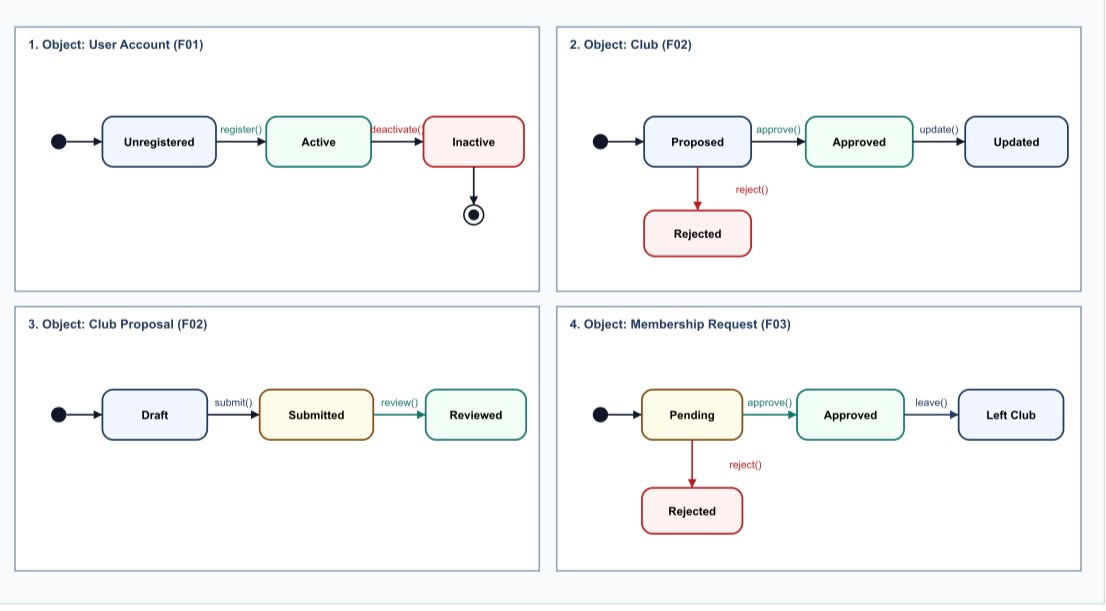 1. Object: User Account (F01)
Unregistered
register()
Active
deactivate()
Inactive
2. Object: Club (F02)
Proposed
approve()
Approved
update()
Updated
reject()
Rejected
3. Object: Club Proposal (F02)
Draft
submit()
Submitted
review()
Reviewed
4. Object: Membership Request (F03)
Pending
approve()
Approved
leave()
Left Club
reject()
Rejected